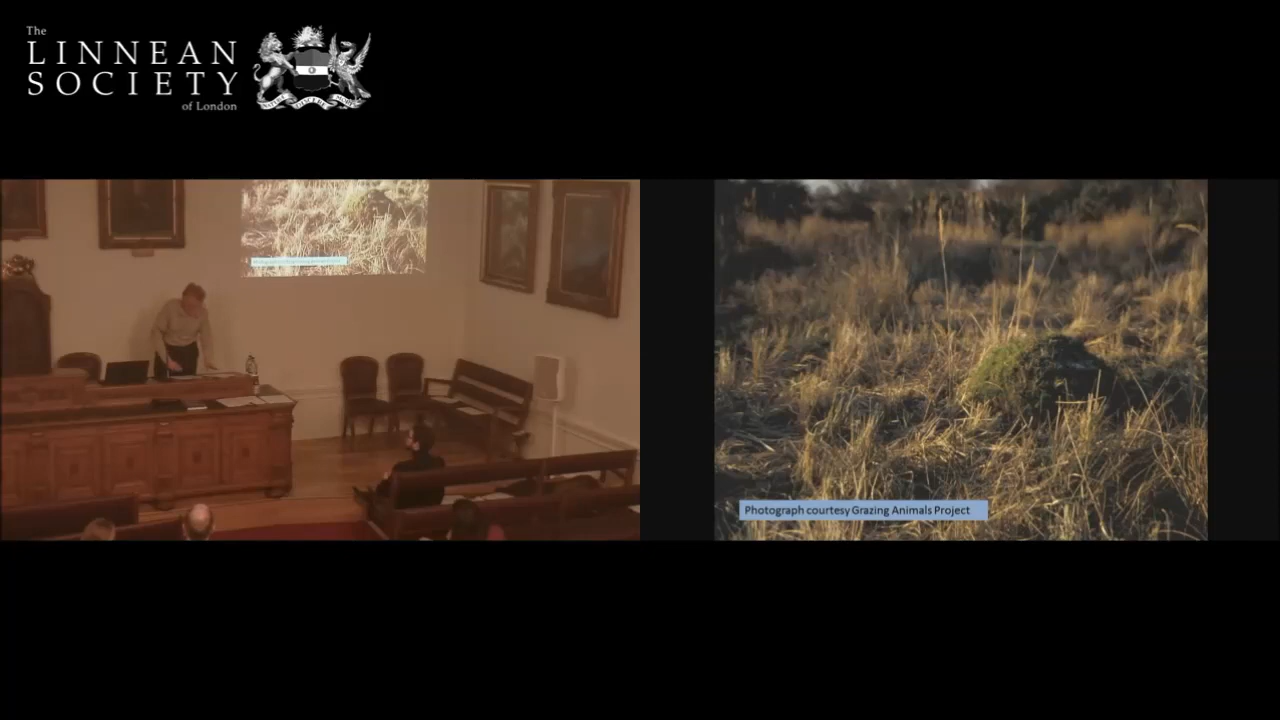 The
LINNEAN
SOCIETY
of London
Photograph courtesy Grazing Animals Project